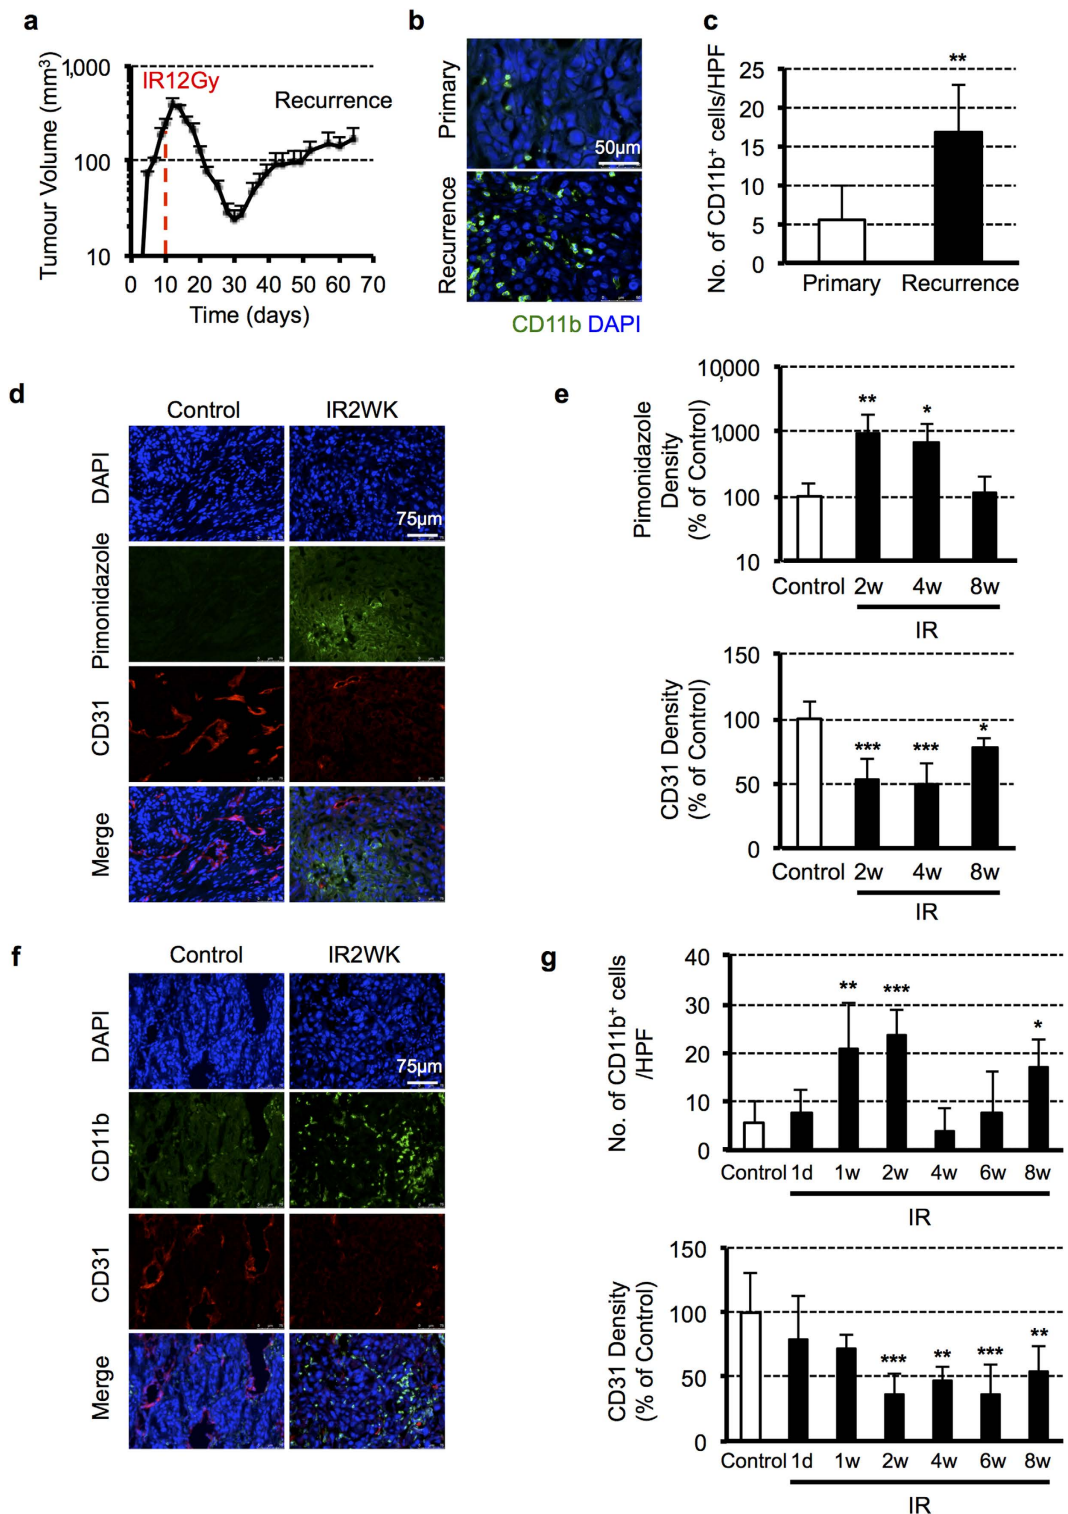 a
Tumour Volume (mm³)
1,000
100
10
IR12Gy
Recurrence
0 10 20 30 40 50 60 70
Time (days)
b
Primary
50µm
Recurrence
CD11b DAPI
c
No. of CD11b⁺ cells/HPF
25
20
15
10
5
0
**
Primary Recurrence
d
Control IR2WK
DAPI
75µm
Pimonidazole
CD31
Merge
e
Pimonidazole
Density
(% of Control)
10,000
1,000
100
10
** *
Control 2w 4w 8w
IR
CD31 Density
(% of Control)
150
100
50
0
*** *** *
Control 2w 4w 8w
IR
f
Control IR2WK
DAPI
75µm
CD11b
CD31
Merge
g
No. of CD11b⁺ cells
/HPF
40
30
20
10
0
** *** *
Control 1d 1w 2w 4w 6w 8w
IR
CD31 Density
(% of Control)
150
100
50
0
*** ** *** **
Control 1d 1w 2w 4w 6w 8w
IR